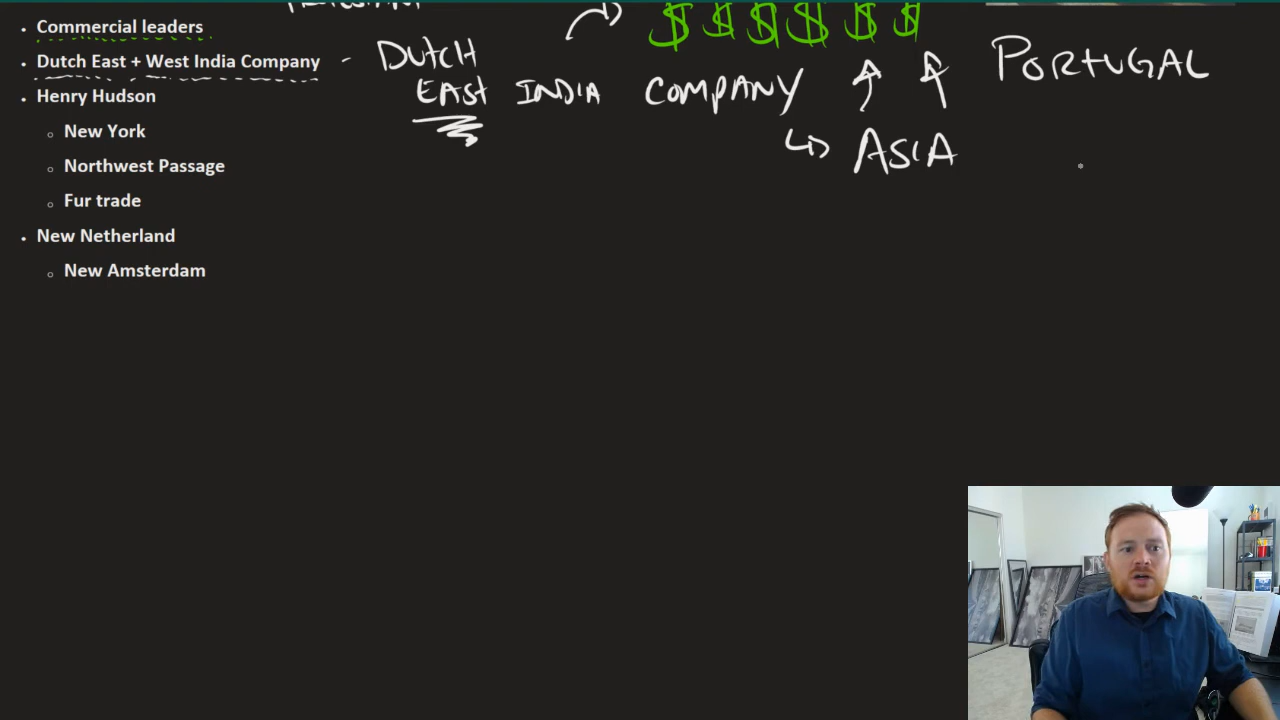 Commercial leaders
Dutch East + West India Company
Henry Hudson
New York
Northwest Passage
Fur trade
New Netherland
New Amsterdam
$ $ $ $ $ $
- DUTCH
EAST INDIA COMPANY
↳ ASIA
PORTUGAL